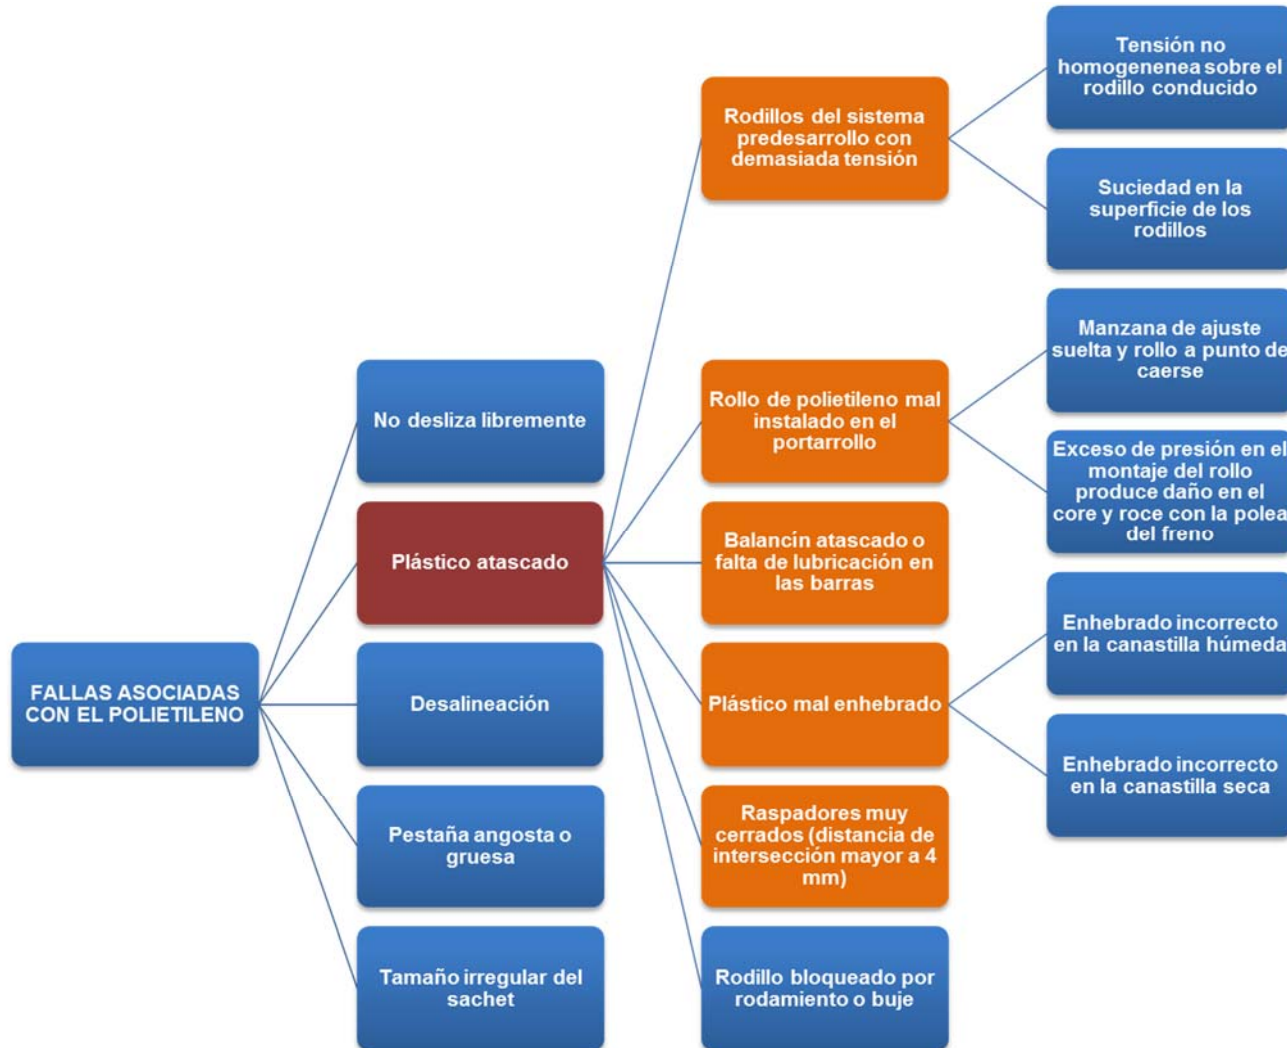 FALLAS ASOCIADAS
CON EL POLIETILENO
No desliza libremente
Plástico atascado
Desalineación
Pestaña angosta o
gruesa
Tamaño irregular del
sachet
Rodillos del sistema
predesarrollo con
demasiada tensión
Rollo de polietileno mal
instalado en el
portarrollo
Balancín atascado o
falta de lubricación en
las barras
Plástico mal enhebrado
Raspadores muy
cerrados (distancia de
intersección mayor a 4
mm)
Rodillo bloqueado por
rodamiento o buje
Tensión no
homogenenea sobre el
rodillo conducido
Suciedad en la
superficie de los
rodillos
Manzana de ajuste
suelta y rollo a punto de
caerse
Exceso de presión en el
montaje del rollo
produce daño en el
core y roce con la polea
del freno
Enhebrado incorrecto
en la canastilla húmeda
Enhebrado incorrecto
en la canastilla seca